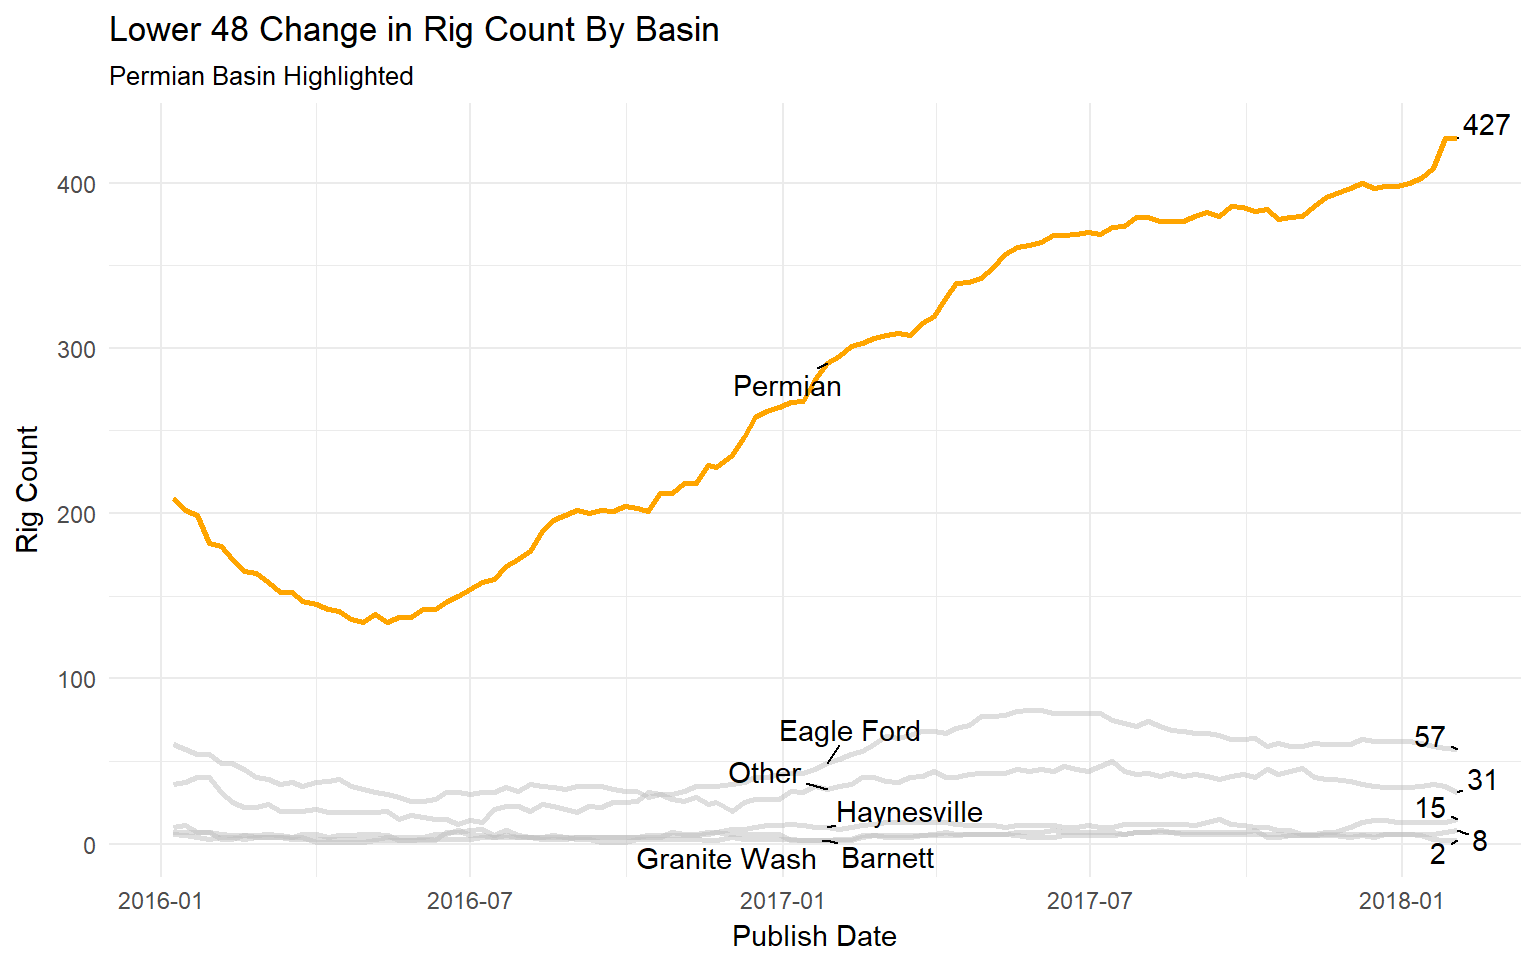 Lower 48 Change in Rig Count By Basin
Permian Basin Highlighted
427
400
300
Permian
Rig Count
200
100
Eagle Ford
57
Other
31
Haynesville
15
0
Granite Wash
Barnett
2
8
2016-01
2016-07
2017-01
2017-07
2018-01
Publish Date